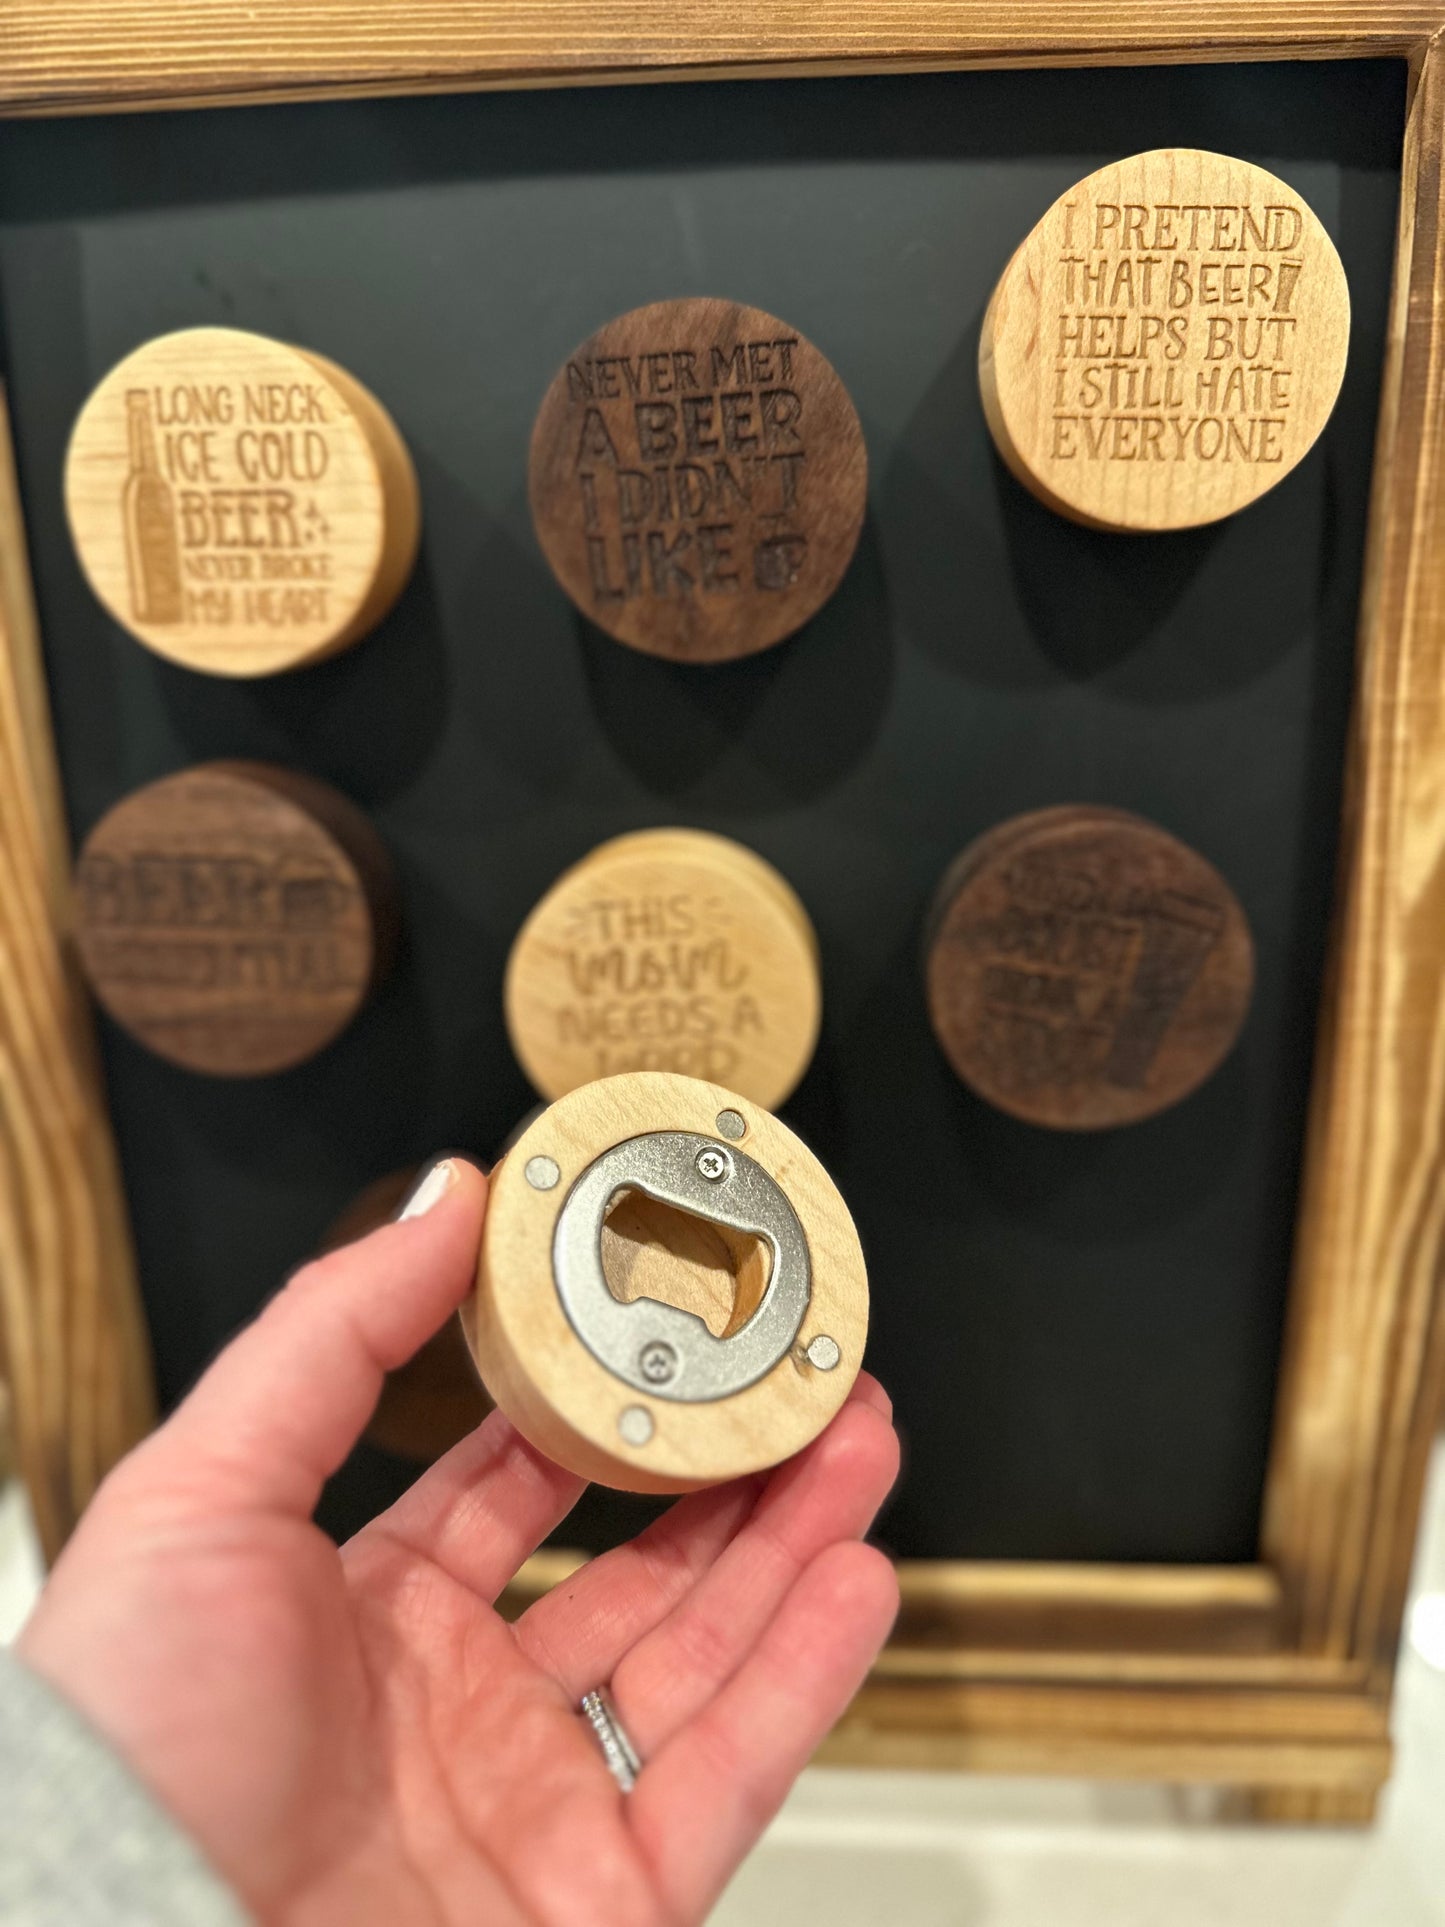 LONG NECK
ICE COLD
BEER
NEVER BROKE
MY HEART
NEVER MET
A BEER
I DIDN'T
LIKE
I PRETEND
THAT BEER
HELPS BUT
I STILL HATE
EVERYONE
BEER
THIS
mom
NEEDS A